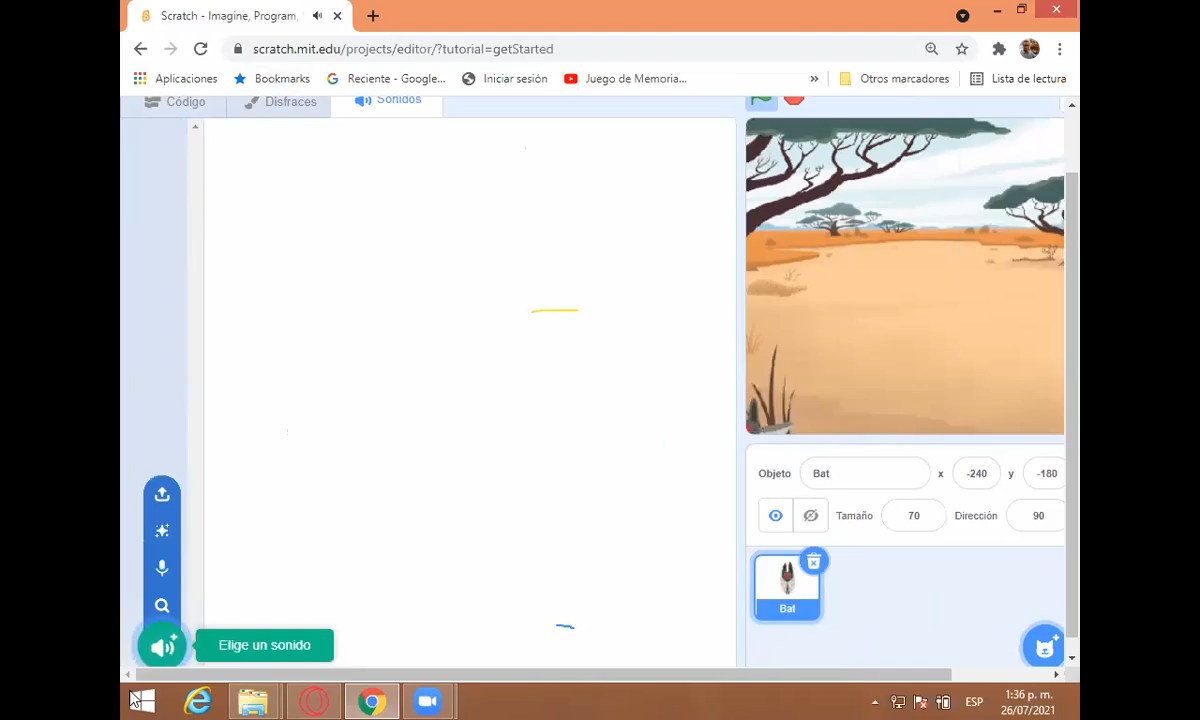 Scratch - Imagine, Program,
scratch.mit.edu/projects/editor/?tutorial=getStarted
Aplicaciones Bookmarks Reciente - Google... Iniciar sesión Juego de Memoria... » Otros marcadores Lista de lectura
Código Disfraces Sonidos
Objeto Bat x -240 y -180
Tamaño 70 Dirección 90
Bat
Elige un sonido
ESP 1:36 p. m.
26/07/2021